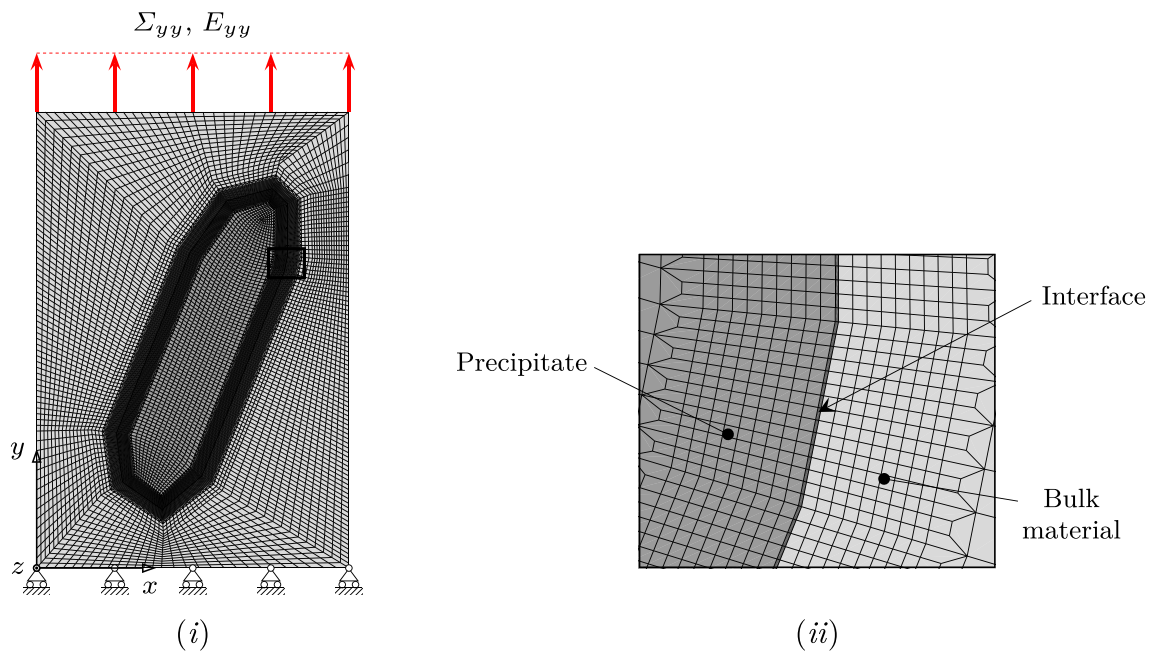 Σyy, Eyy
y
z
x
(i)
Precipitate
Interface
Bulk
material
(ii)